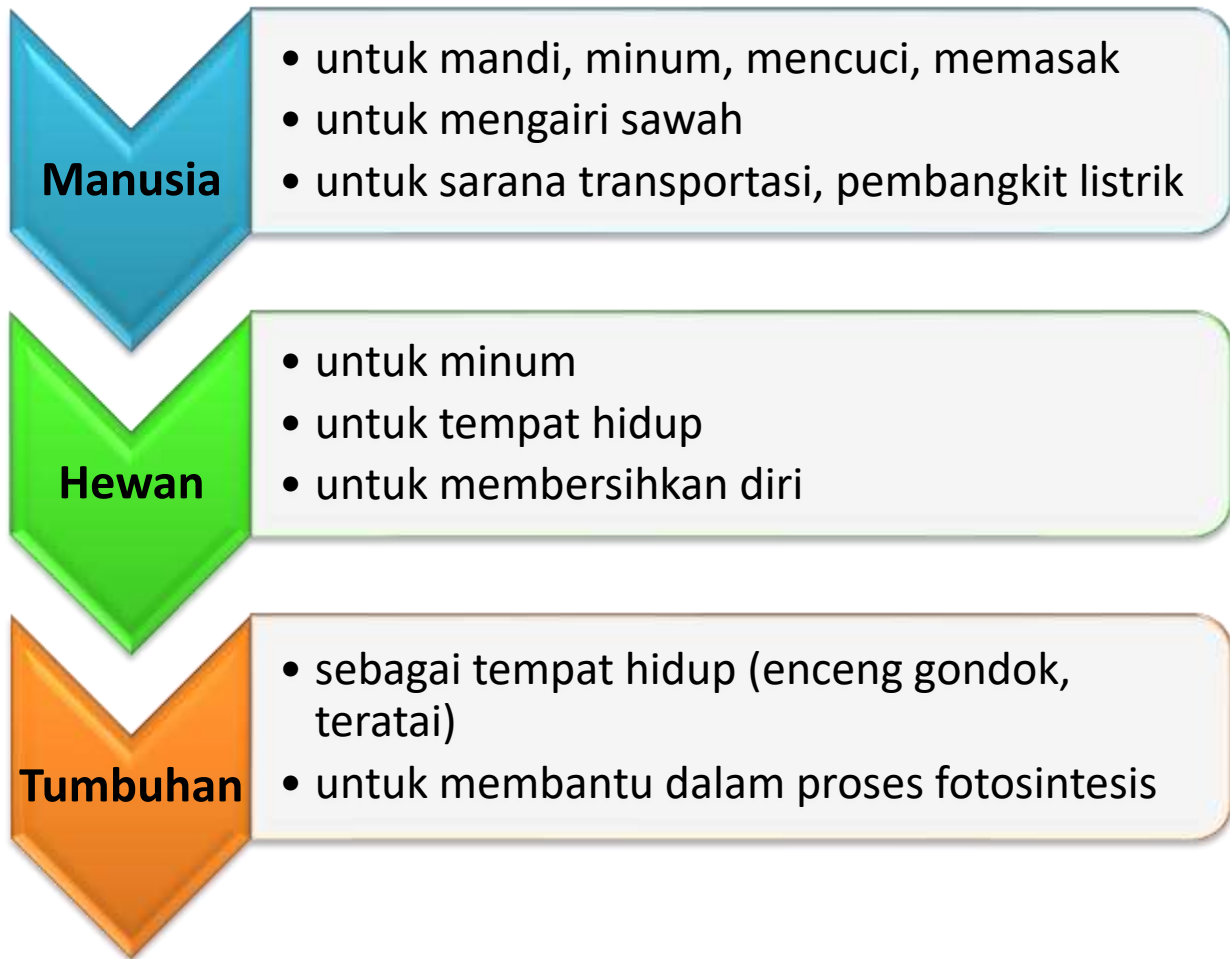 Manusia
• untuk mandi, minum, mencuci, memasak
• untuk mengairi sawah
• untuk sarana transportasi, pembangkit listrik
Hewan
• untuk minum
• untuk tempat hidup
• untuk membersihkan diri
Tumbuhan
• sebagai tempat hidup (enceng gondok,
teratai)
• untuk membantu dalam proses fotosintesis